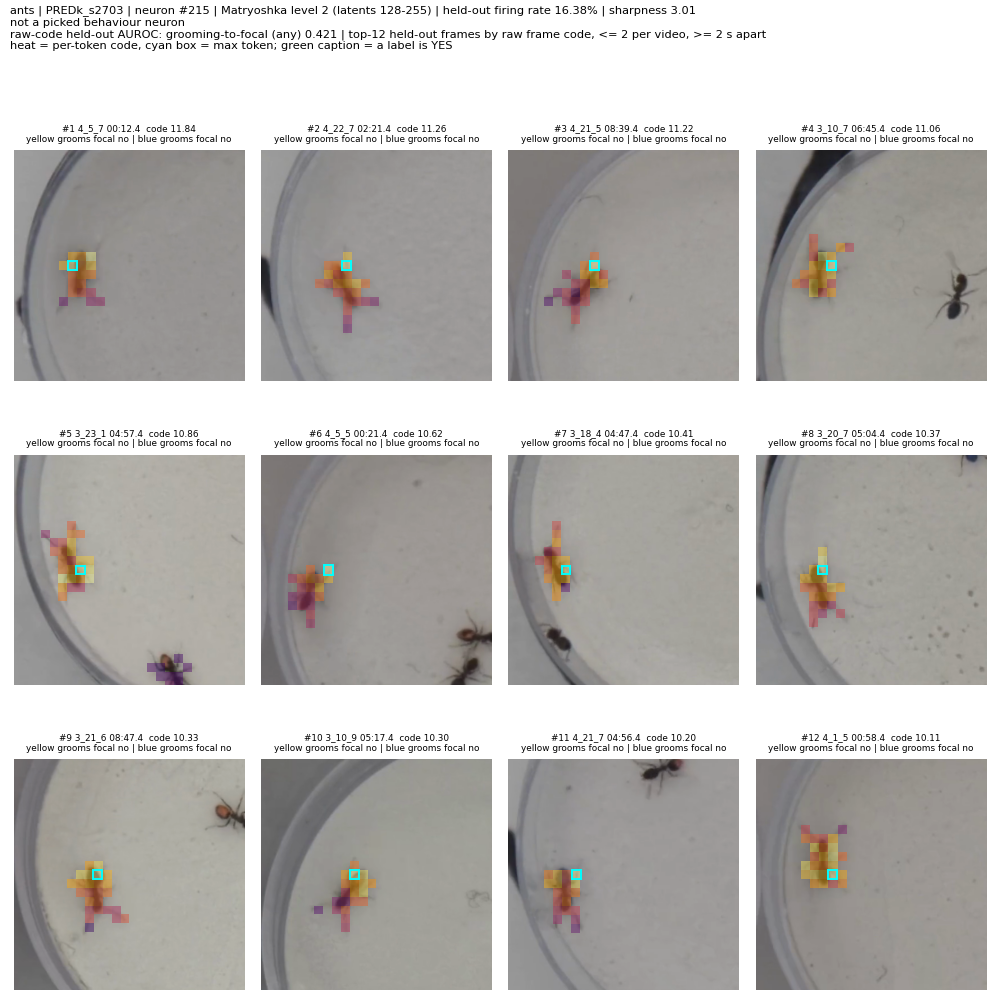 ants | PREDk_s2703 | neuron #215 | Matryoshka level 2 (latents 128-255) | held-out firing rate 16.38% | sharpness 3.01
not a picked behaviour neuron
raw-code held-out AUROC: grooming-to-focal (any) 0.421 | top-12 held-out frames by raw frame code, <= 2 per video, >= 2 s apart
heat = per-token code, cyan box = max token; green caption = a label is YES
#1 4_5_7 00:12.4 code 11.84
yellow grooms focal no | blue grooms focal no
#2 4_22_7 02:21.4 code 11.26
yellow grooms focal no | blue grooms focal no
#3 4_21_5 08:39.4 code 11.22
yellow grooms focal no | blue grooms focal no
#4 3_10_7 06:45.4 code 11.06
yellow grooms focal no | blue grooms focal no
#5 3_23_1 04:57.4 code 10.86
yellow grooms focal no | blue grooms focal no
#6 4_5_5 00:21.4 code 10.62
yellow grooms focal no | blue grooms focal no
#7 3_18_4 04:47.4 code 10.41
yellow grooms focal no | blue grooms focal no
#8 3_20_7 05:04.4 code 10.37
yellow grooms focal no | blue grooms focal no
#9 3_21_6 08:47.4 code 10.33
yellow grooms focal no | blue grooms focal no
#10 3_10_9 05:17.4 code 10.30
yellow grooms focal no | blue grooms focal no
#11 4_21_7 04:56.4 code 10.20
yellow grooms focal no | blue grooms focal no
#12 4_1_5 00:58.4 code 10.11
yellow grooms focal no | blue grooms focal no